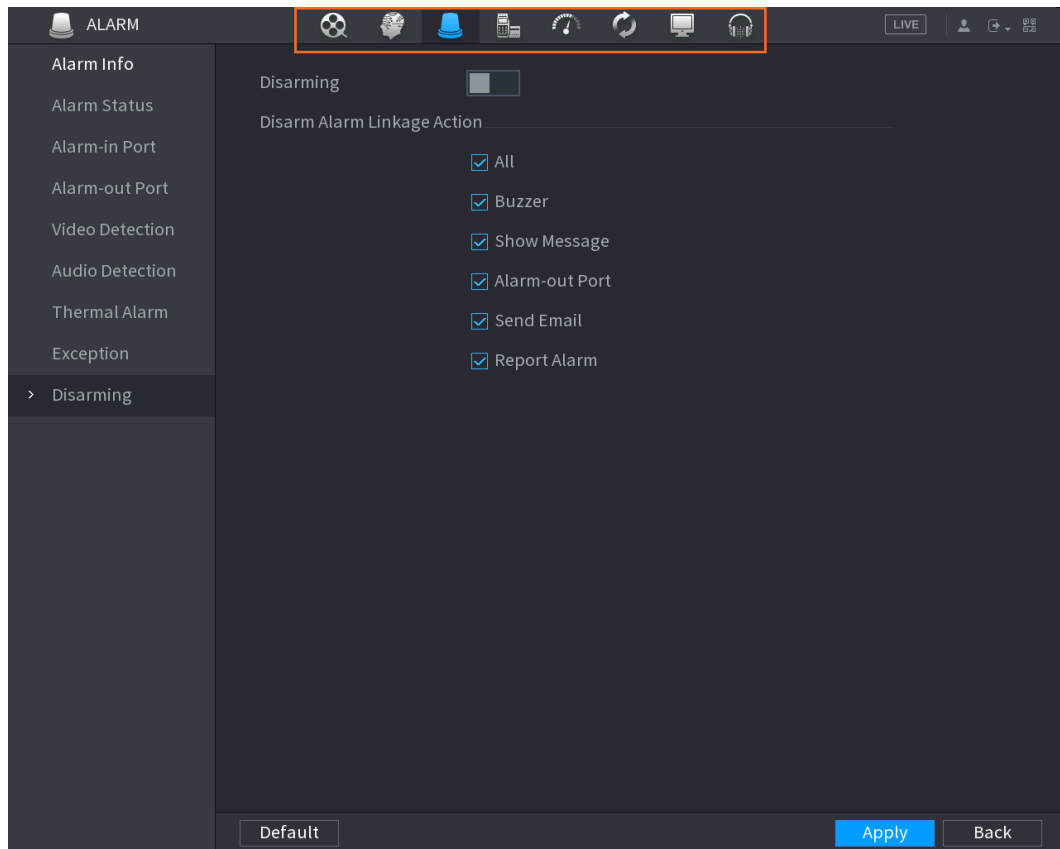 ALARM
LIVE
Alarm Info
Alarm Status
Alarm-in Port
Alarm-out Port
Video Detection
Audio Detection
Thermal Alarm
Exception
Disarming
Disarming
Disarm Alarm Linkage Action
All
Buzzer
Show Message
Alarm-out Port
Send Email
Report Alarm
Default
Apply
Back